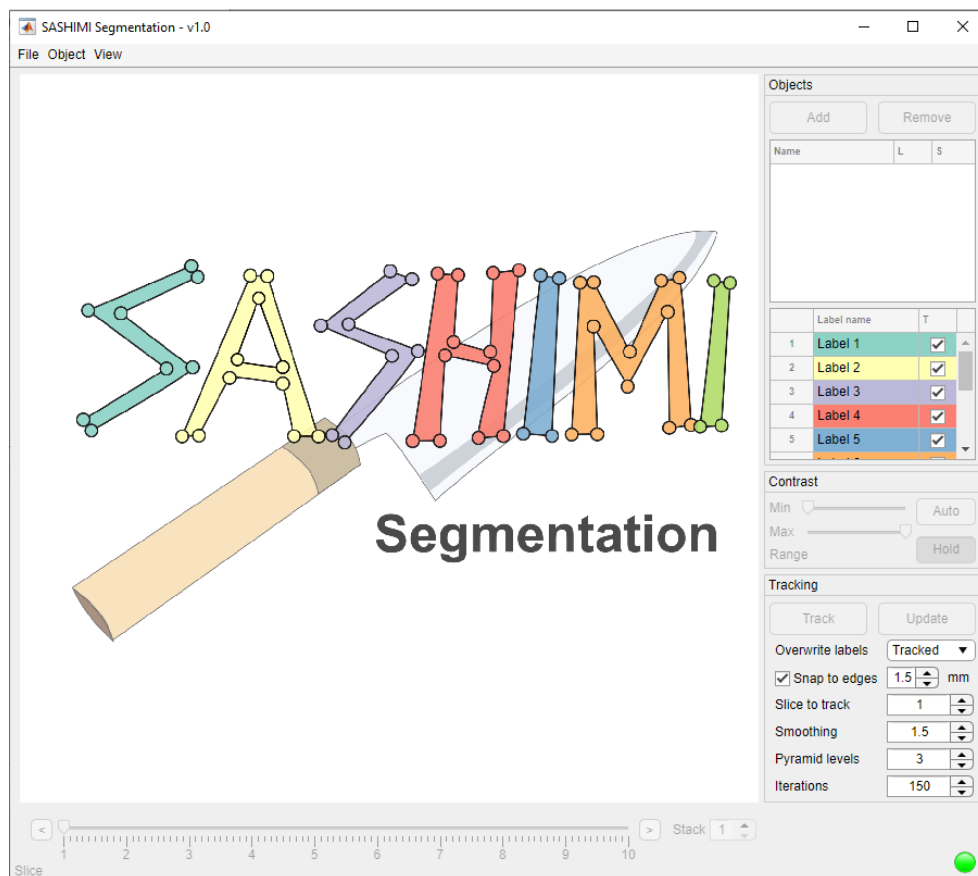 SASHIMI Segmentation - v1.0
File Object View
Objects
Add Remove
Name L S
SASHIMI
Segmentation
Label name T
1 Label 1
2 Label 2
3 Label 3
4 Label 4
5 Label 5
Contrast
Min Auto
Max
Range Hold
Tracking
Track Update
Overwrite labels Tracked
Snap to edges 1.5 mm
Slice to track 1
Smoothing 1.5
Pyramid levels 3
Iterations 150
< > Stack 1
1 2 3 4 5 6 7 8 9 10
Slice